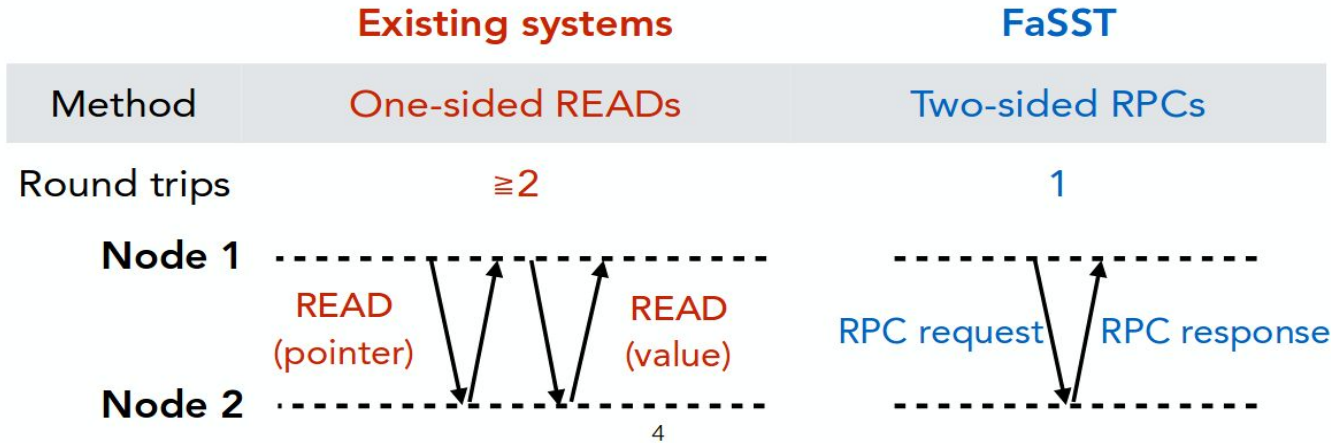 Existing systems FaSST
Method One-sided READs Two-sided RPCs
Round trips ≧2 1
Node 1
READ (pointer) READ (value) RPC request RPC response
Node 2
4